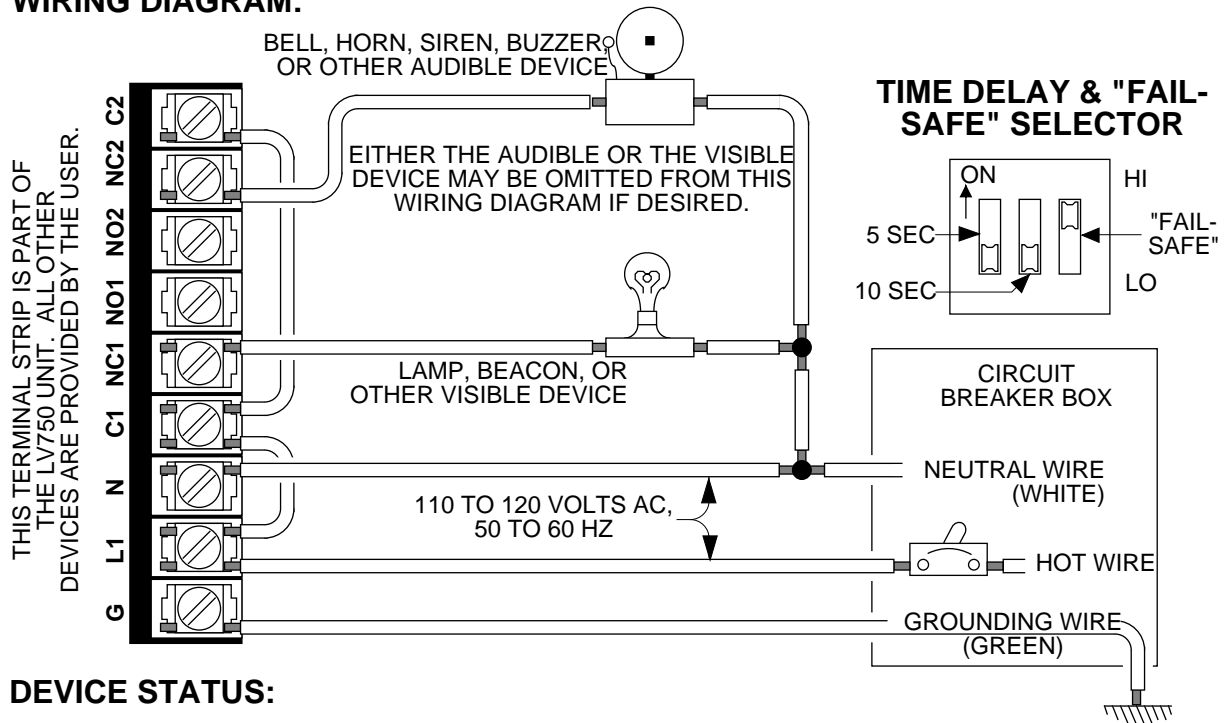 WIRING DIAGRAM:
BELL, HORN, SIREN, BUZZER,
OR OTHER AUDIBLE DEVICE
EITHER THE AUDIBLE OR THE VISIBLE
DEVICE MAY BE OMITTED FROM THIS
WIRING DIAGRAM IF DESIRED.
TIME DELAY & "FAIL-
SAFE" SELECTOR
ON
HI
5 SEC
"FAIL-
SAFE"
10 SEC
LO
THIS TERMINAL STRIP IS PART OF
THE LV750 UNIT. ALL OTHER
DEVICES ARE PROVIDED BY THE USER.
C2
NC2
NO2
NO1
NC1
C1
N
L1
G
LAMP, BEACON, OR
OTHER VISIBLE DEVICE
CIRCUIT
BREAKER BOX
110 TO 120 VOLTS AC,
50 TO 60 HZ
NEUTRAL WIRE
(WHITE)
HOT WIRE
GROUNDING WIRE
(GREEN)
DEVICE STATUS: